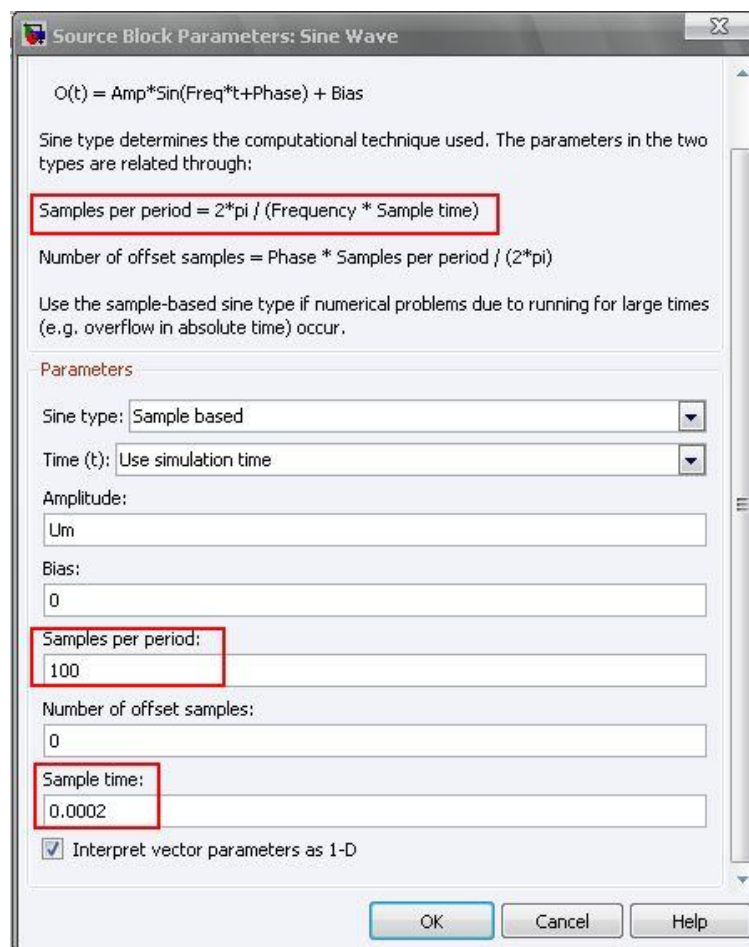 Source Block Parameters: Sine Wave
O(t) = Amp*Sin(Freq*t+Phase) + Bias
Sine type determines the computational technique used. The parameters in the two
types are related through:
Samples per period = 2*pi / (Frequency * Sample time)
Number of offset samples = Phase * Samples per period / (2*pi)
Use the sample-based sine type if numerical problems due to running for large times
(e.g. overflow in absolute time) occur.
Parameters
Sine type: Sample based
Time (t): Use simulation time
Amplitude:
Um
Bias:
0
Samples per period:
100
Number of offset samples:
0
Sample time:
0.0002
Interpret vector parameters as 1-D
OK Cancel Help